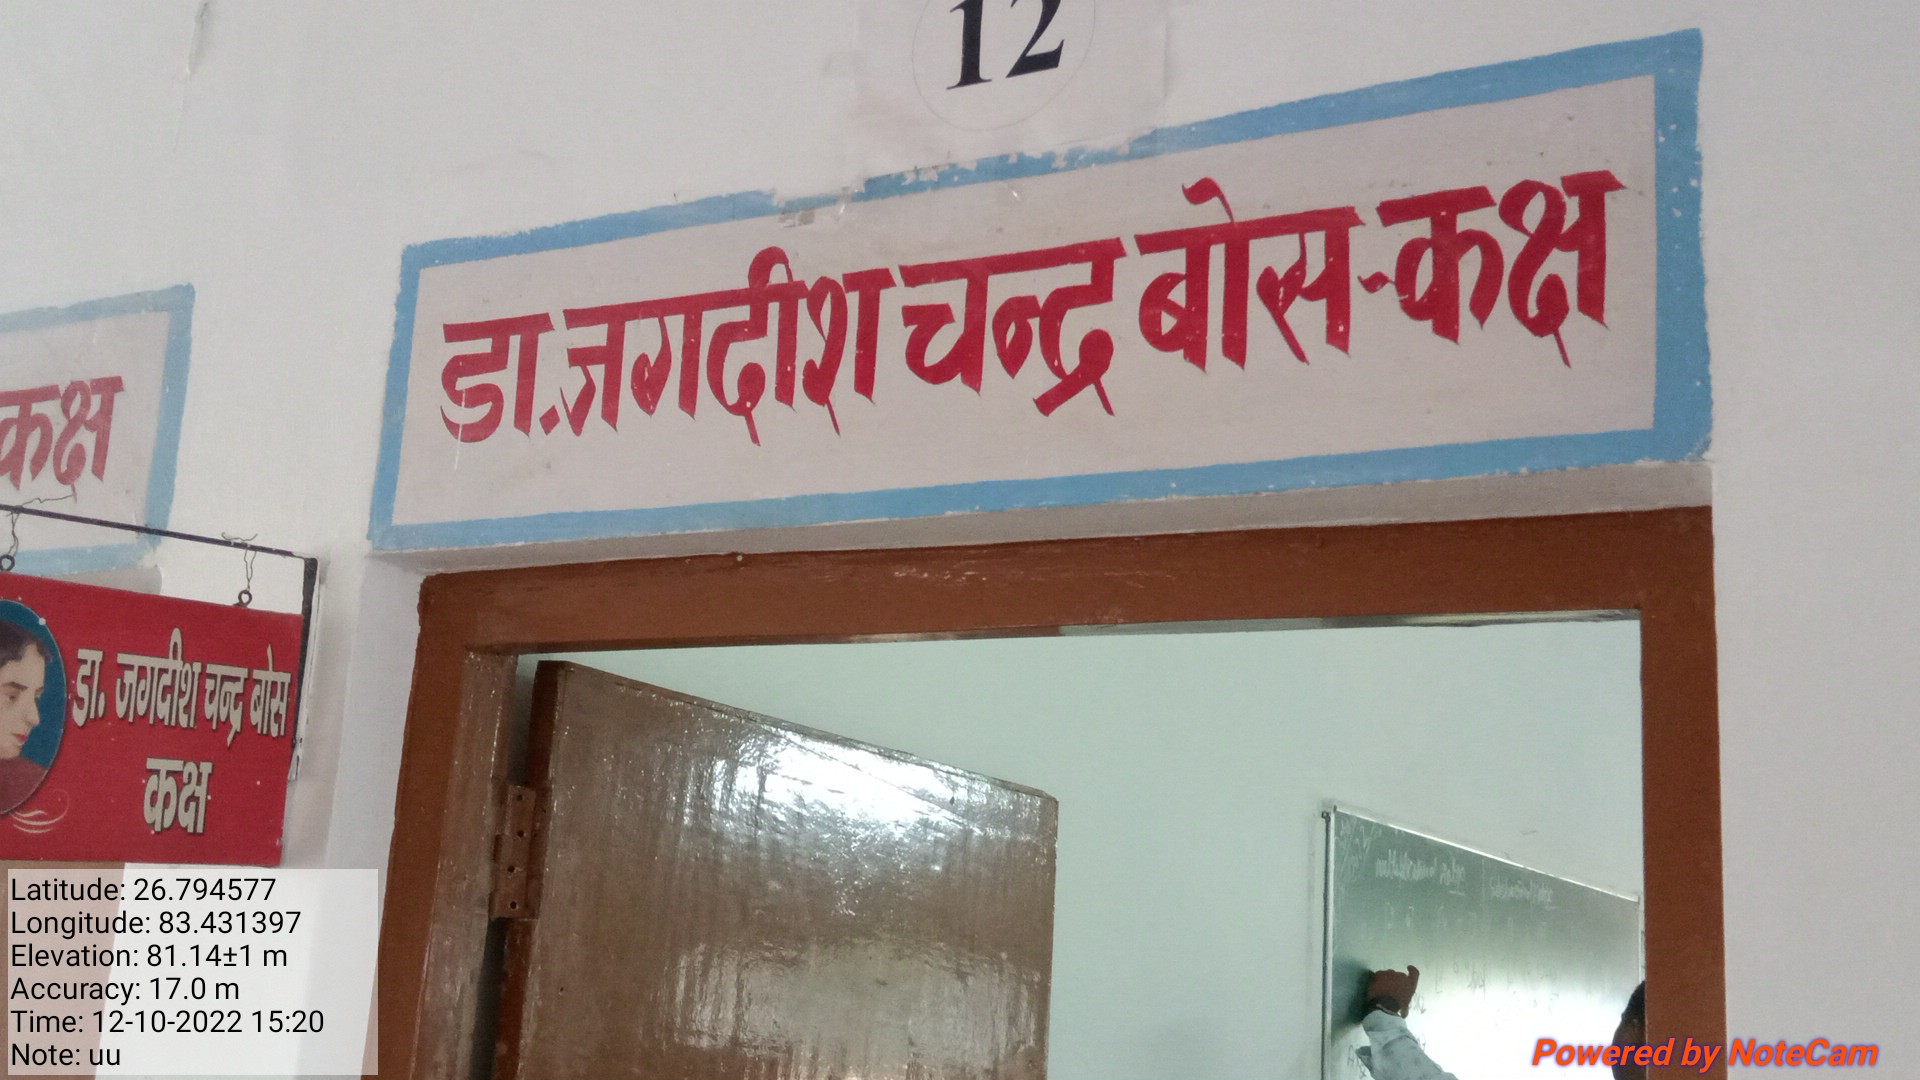 12
डा. जगदीश चन्द्र बोस-कक्ष
कक्ष
डा. जगदीश चन्द्र बोस
कक्ष
Latitude: 26.794577
Longitude: 83.431397
Elevation: 81.14±1 m
Accuracy: 17.0 m
Time: 12-10-2022 15:20
Note: uu
Powered by NoteCam